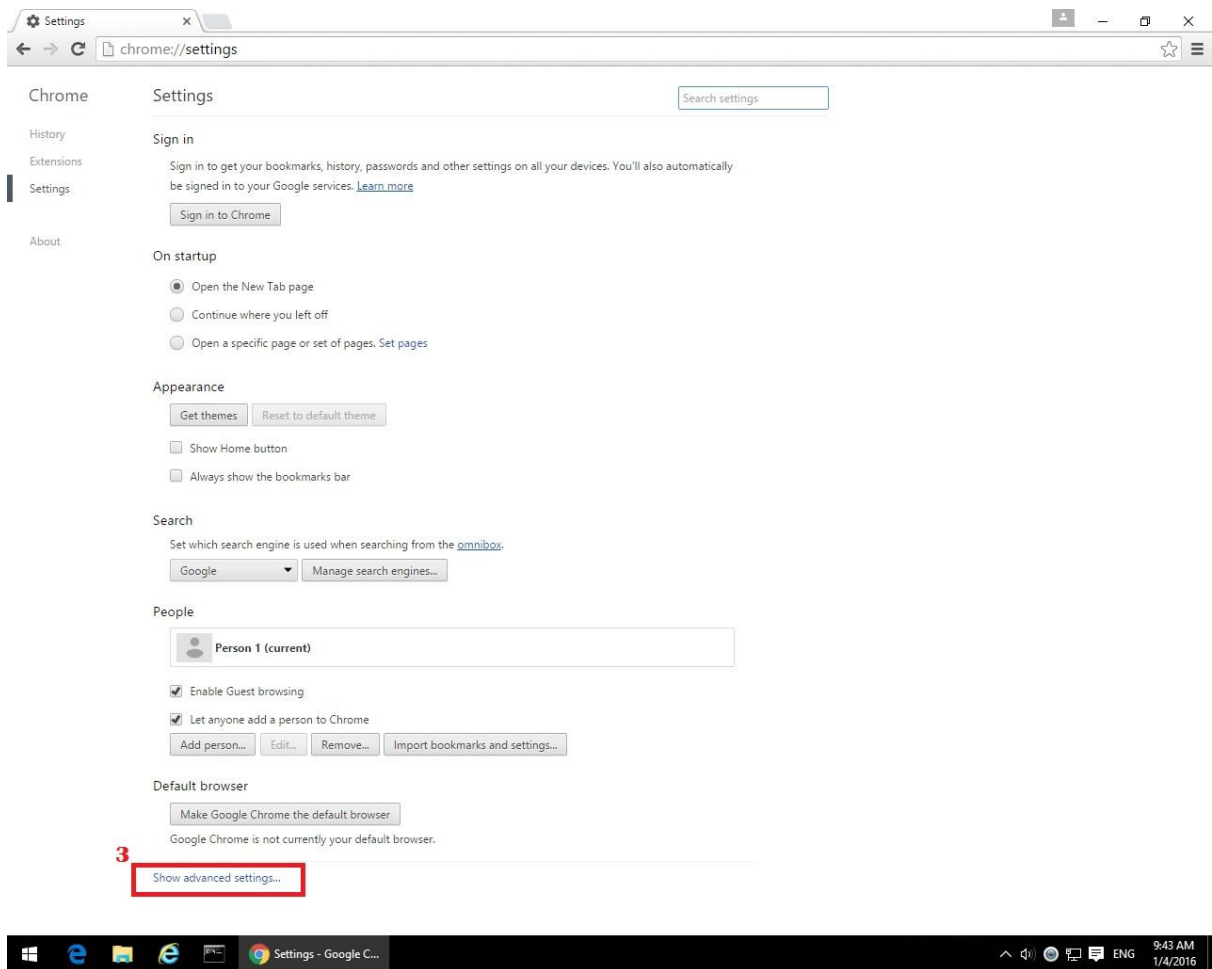 Settings
chrome://settings
Chrome
Settings
Search settings
History
Extensions
Settings
About
Sign in
Sign in to get your bookmarks, history, passwords and other settings on all your devices. You'll also automatically
be signed in to your Google services. Learn more
Sign in to Chrome
On startup
Open the New Tab page
Continue where you left off
Open a specific page or set of pages. Set pages
Appearance
Get themes Reset to default theme
Show Home button
Always show the bookmarks bar
Search
Set which search engine is used when searching from the omnibox.
Google Manage search engines...
People
Person 1 (current)
Enable Guest browsing
Let anyone add a person to Chrome
Add person... Edit... Remove... Import bookmarks and settings...
Default browser
Make Google Chrome the default browser
Google Chrome is not currently your default browser.
3
Show advanced settings...
Settings - Google C...
ENG
9:43 AM
1/4/2016